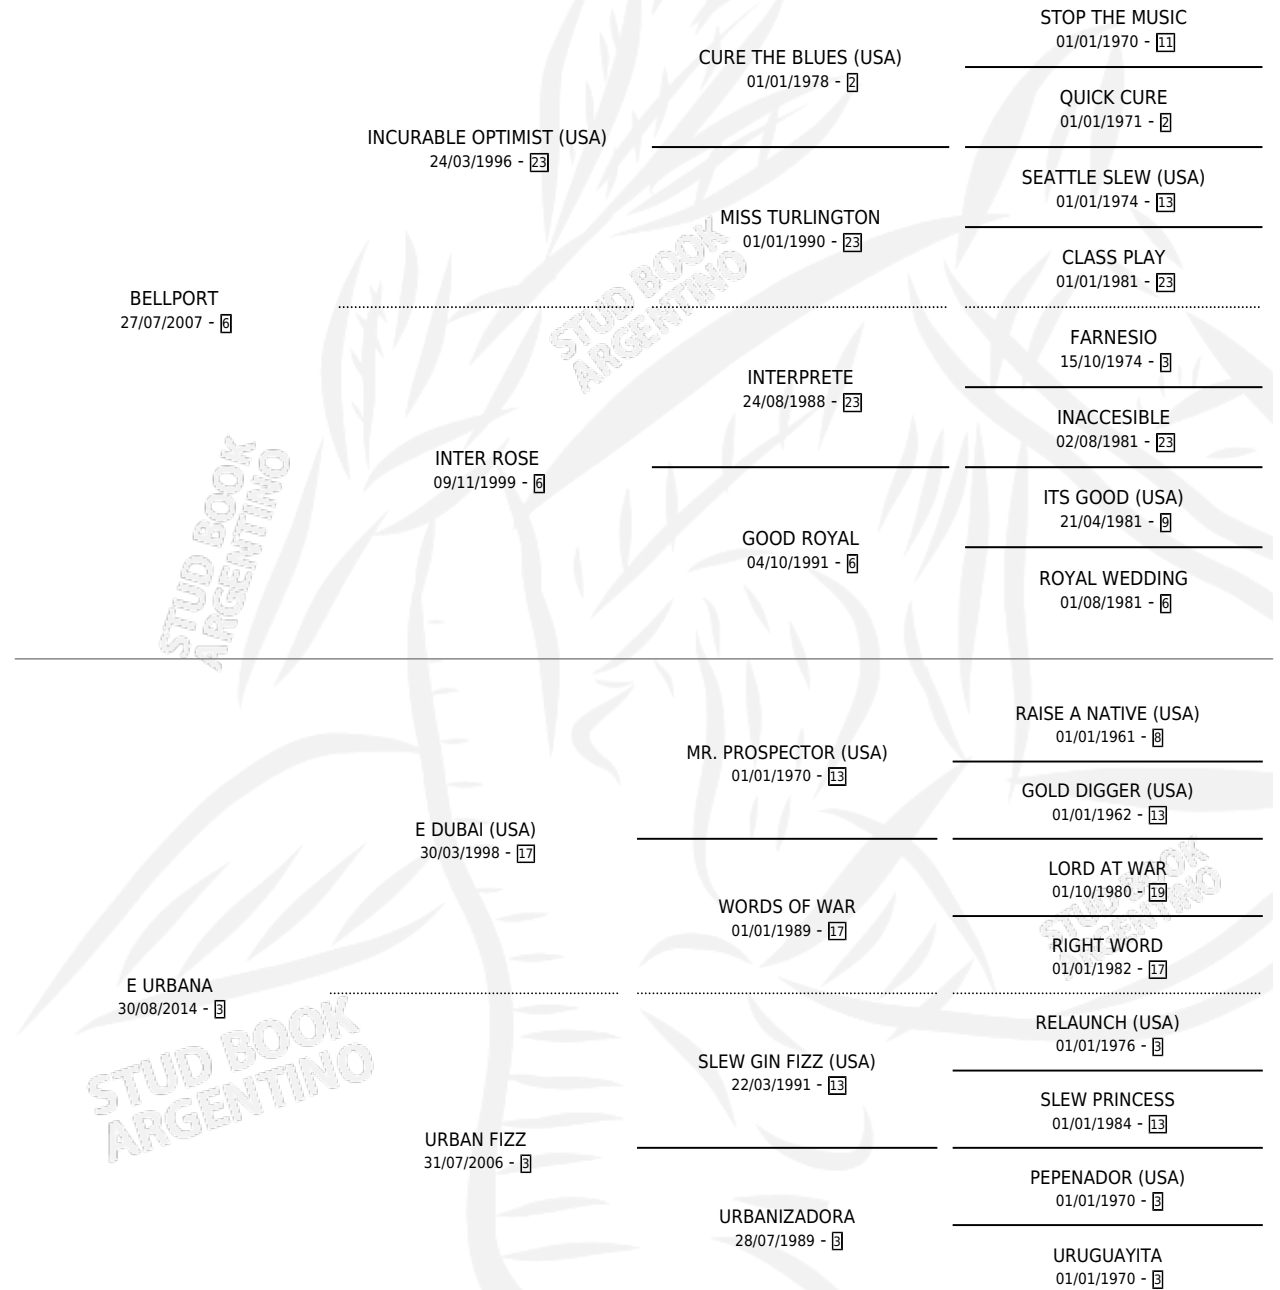 STOP THE MUSIC
01/01/1970 - 11
CURE THE BLUES (USA)
01/01/1978 - 2
QUICK CURE
01/01/1971 - 2
INCURABLE OPTIMIST (USA)
24/03/1996 - 23
SEATTLE SLEW (USA)
01/01/1974 - 13
MISS TURLINGTON
01/01/1990 - 23
CLASS PLAY
01/01/1981 - 23
BELLPORT
27/07/2007 - 6
STUD BOOK
ARGENTINO
FARNESIO
15/10/1974 - 3
INTERPRETE
24/08/1988 - 23
INACCESIBLE
02/08/1981 - 23
INTER ROSE
09/11/1999 - 6
ITS GOOD (USA)
21/04/1981 - 9
GOOD ROYAL
04/10/1991 - 6
ROYAL WEDDING
01/08/1981 - 6
STUD BOOK
ARGENTINO
RAISE A NATIVE (USA)
01/01/1961 - 8
MR. PROSPECTOR (USA)
01/01/1970 - 13
GOLD DIGGER (USA)
01/01/1962 - 13
E DUBAI (USA)
30/03/1998 - 17
LORD AT WAR
01/10/1980 - 19
WORDS OF WAR
01/01/1989 - 17
STUD BOOK
ARGENTINO
RIGHT WORD
01/01/1982 - 17
E URBANA
30/08/2014 - 3
STUD BOOK
ARGENTINO
RELAUNCH (USA)
01/01/1976 - 3
SLEW GIN FIZZ (USA)
22/03/1991 - 13
SLEW PRINCESS
01/01/1984 - 13
URBAN FIZZ
31/07/2006 - 3
PEPENADOR (USA)
01/01/1970 - 3
URBANIZADORA
28/07/1989 - 3
URUGUAYITA
01/01/1970 - 3